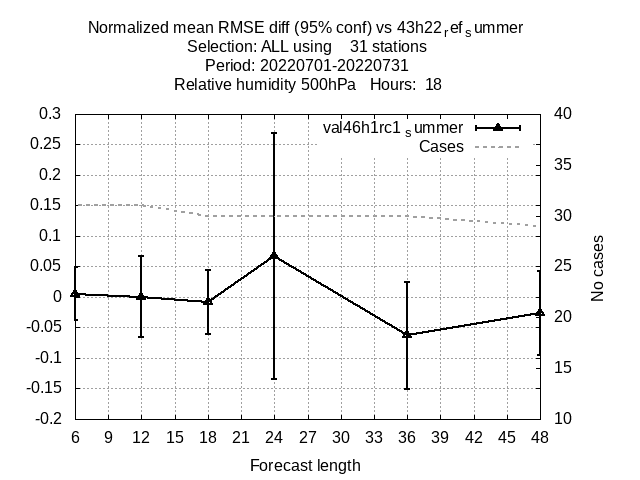 Normalized mean RMSE diff (95% conf) vs 43h22refsummer
Selection: ALL using    31 stations
Period: 20220701-20220731
Relative humidity 500hPa   Hours:  18
val46h1rc1summer
Cases
0.3
0.25
0.2
0.15
0.1
0.05
0
-0.05
-0.1
-0.15
-0.2
40
35
30
25
20
15
10
No cases
6 9 12 15 18 21 24 27 30 33 36 39 42 45 48
Forecast length